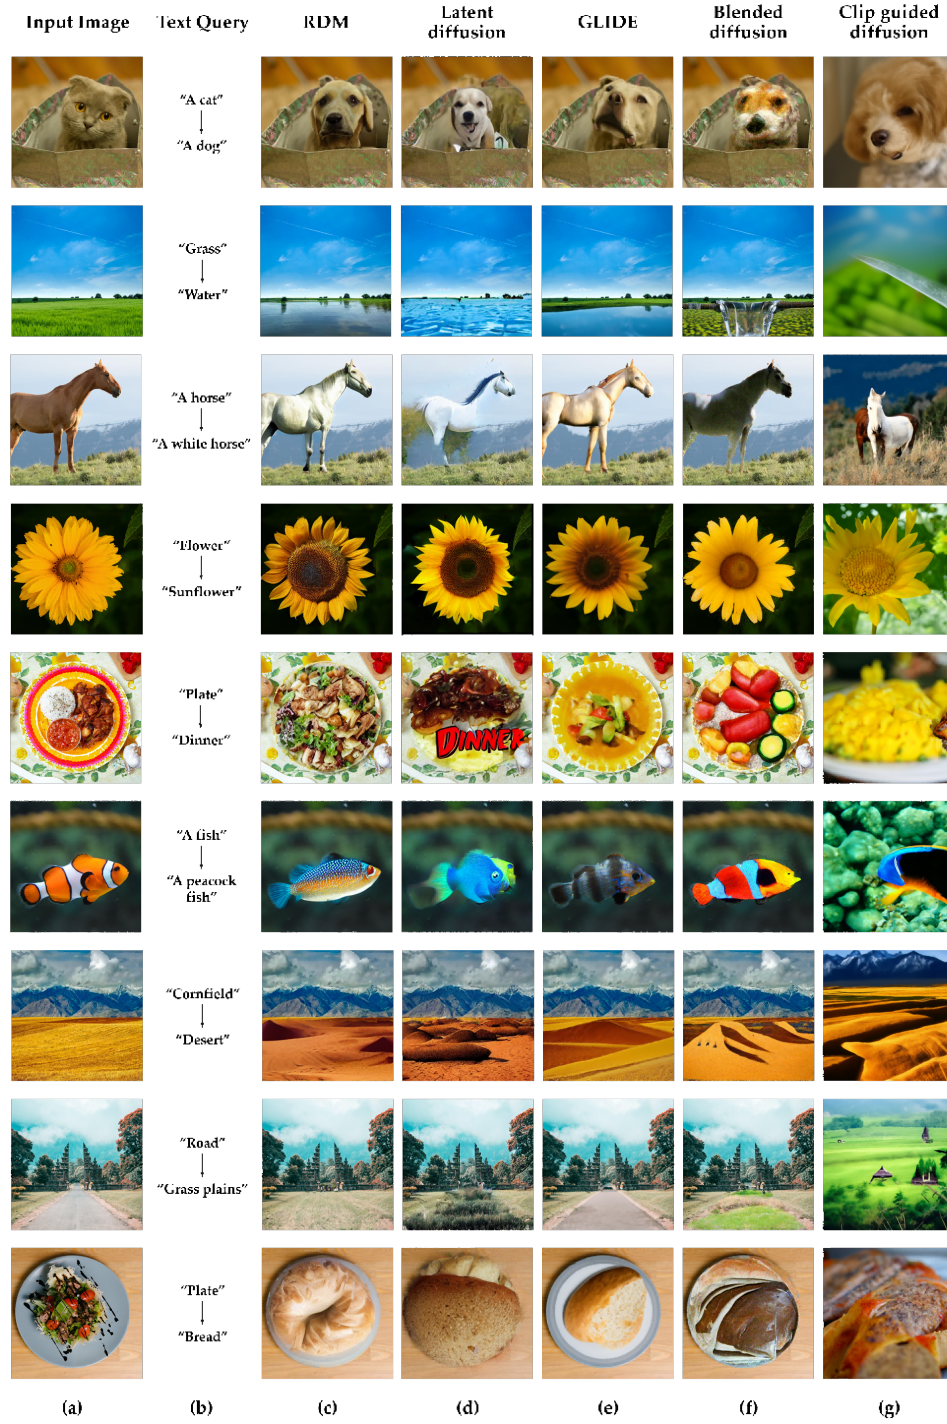 Input Image
Text Query
RDM
Latent
diffusion
GLIDE
Blended
diffusion
Clip guided
diffusion
“A cat”
“A dog”
“Grass”
“Water”
“A horse”
“A white horse”
“Flower”
“Sunflower”
“Plate”
“Dinner”
DINNER
“A fish”
“A peacock
fish”
“Cornfield”
“Desert”
“Road”
“Grass plains”
“Plate”
“Bread”
(a)
(b)
(c)
(d)
(e)
(f)
(g)